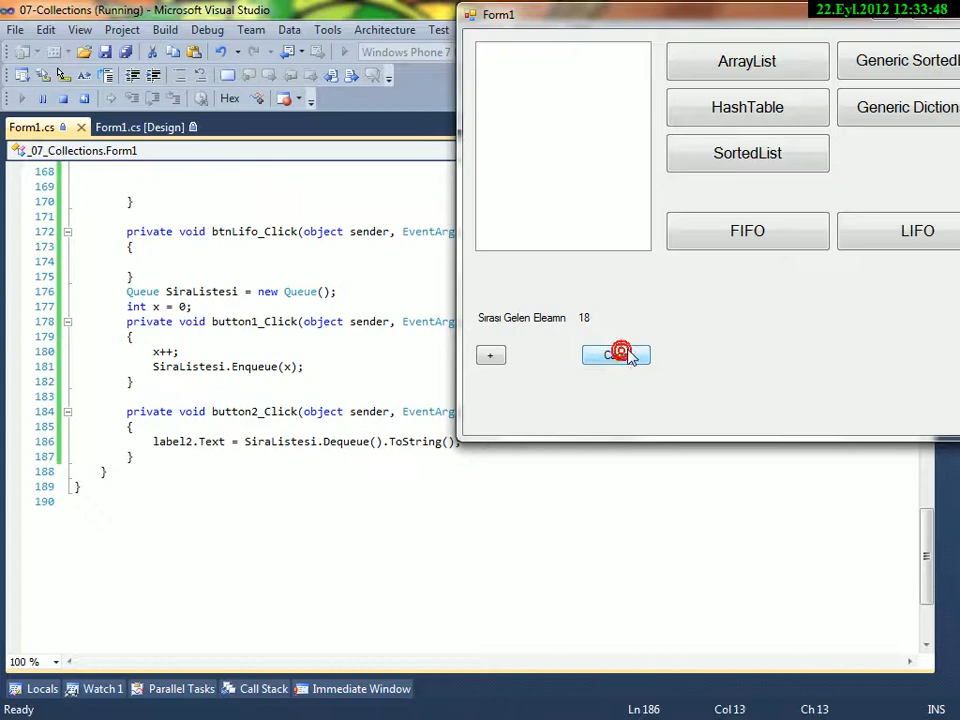 07-Collections (Running) - Microsoft Visual Studio
File Edit View Project Build Debug Team Data Tools Architecture Test
Windows Phone 7
Hex
Form1.cs Form1.cs [Design]
_07_Collections.Form1
168
169
170 }
171
172 private void btnLifo_Click(object sender, EventArg
173 {
174
175 }
176 Queue SiraListesi = new Queue();
177 int x = 0;
178 private void button1_Click(object sender, EventArg
179 {
180 x++;
181 SiraListesi.Enqueue(x);
182 }
183
184 private void button2_Click(object sender, EventArg
185 {
186 label2.Text = SiraListesi.Dequeue().ToString();
187 }
188 }
189 }
190
100 %
Locals Watch 1 Parallel Tasks Call Stack Immediate Window
Ready Ln 186 Col 13 Ch 13 INS
22.Eyl.2012 12:33:48
Form1
ArrayList Generic Sorted
HashTable Generic Diction
SortedList
FIFO LIFO
Sırası Gelen Eleamn 18
+